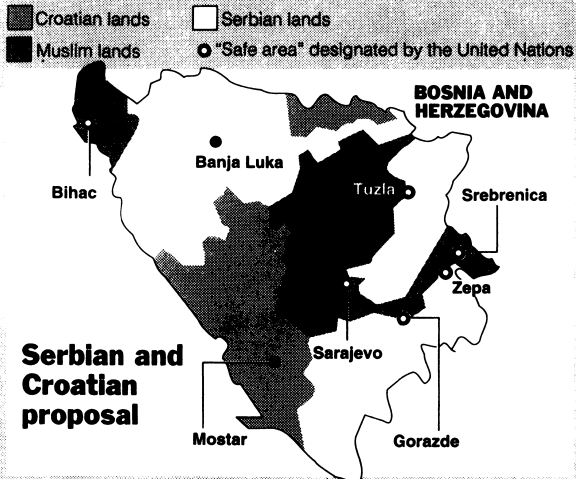 Croatian lands
Serbian lands
Muslim lands
"Safe area" designated by the United Nations
BOSNIA AND
HERZEGOVINA
Banja Luka
Bihac
Tuzla
Srebrenica
Zepa
Sarajevo
Serbian and
Croatian
proposal
Mostar
Gorazde